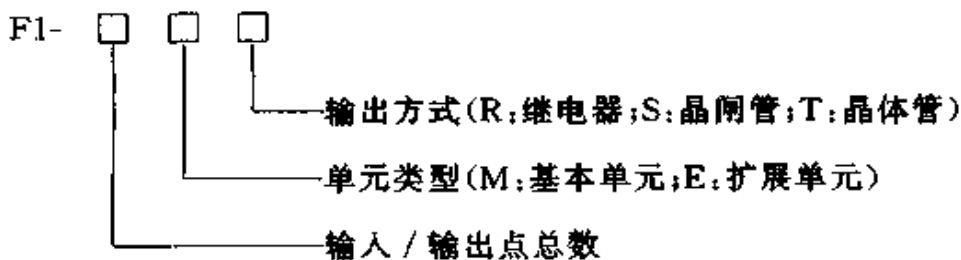 F1- □ □ □
输出方式(R:继电器;S:晶闸管;T:晶体管)
单元类型(M:基本单元;E:扩展单元)
输入/输出点总数